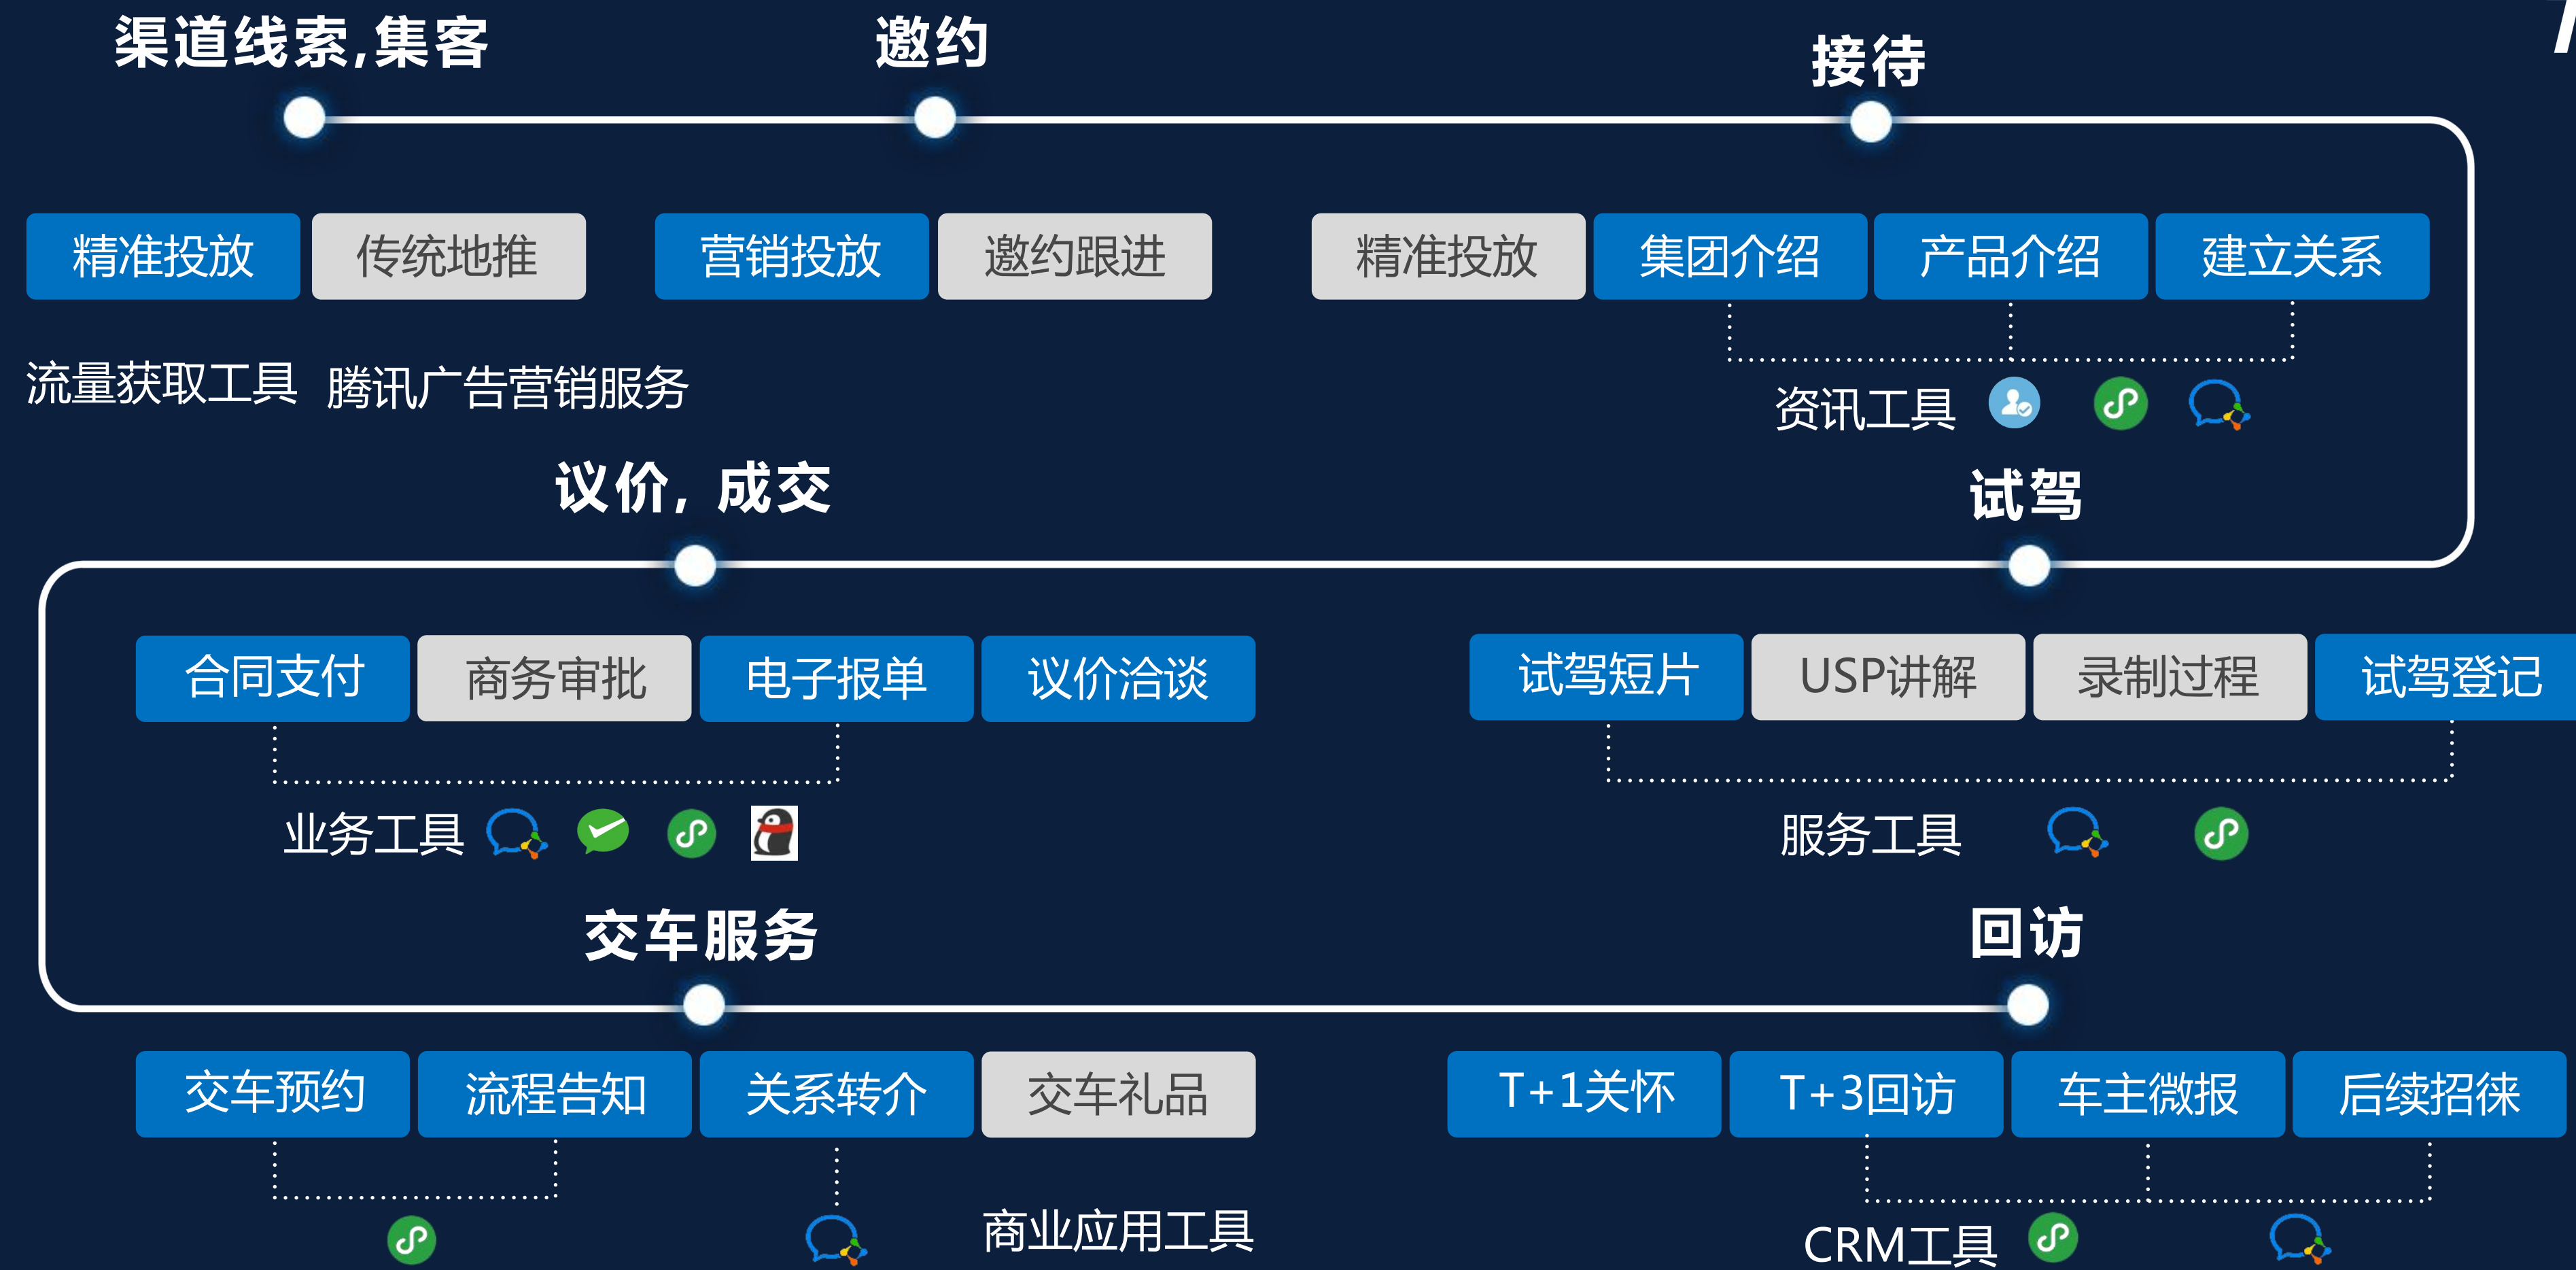 渠道线索,集客
邀约
接待
精准投放
传统地推
营销投放
邀约跟进
精准投放
集团介绍
产品介绍
建立关系
流量获取工具
腾讯广告营销服务
资讯工具
议价, 成交
试驾
合同支付
商务审批
电子报单
议价洽谈
试驾短片
USP讲解
录制过程
试驾登记
业务工具
服务工具
交车服务
回访
交车预约
流程告知
关系转介
交车礼品
T+1关怀
T+3回访
车主微报
后续招徕
商业应用工具
CRM工具